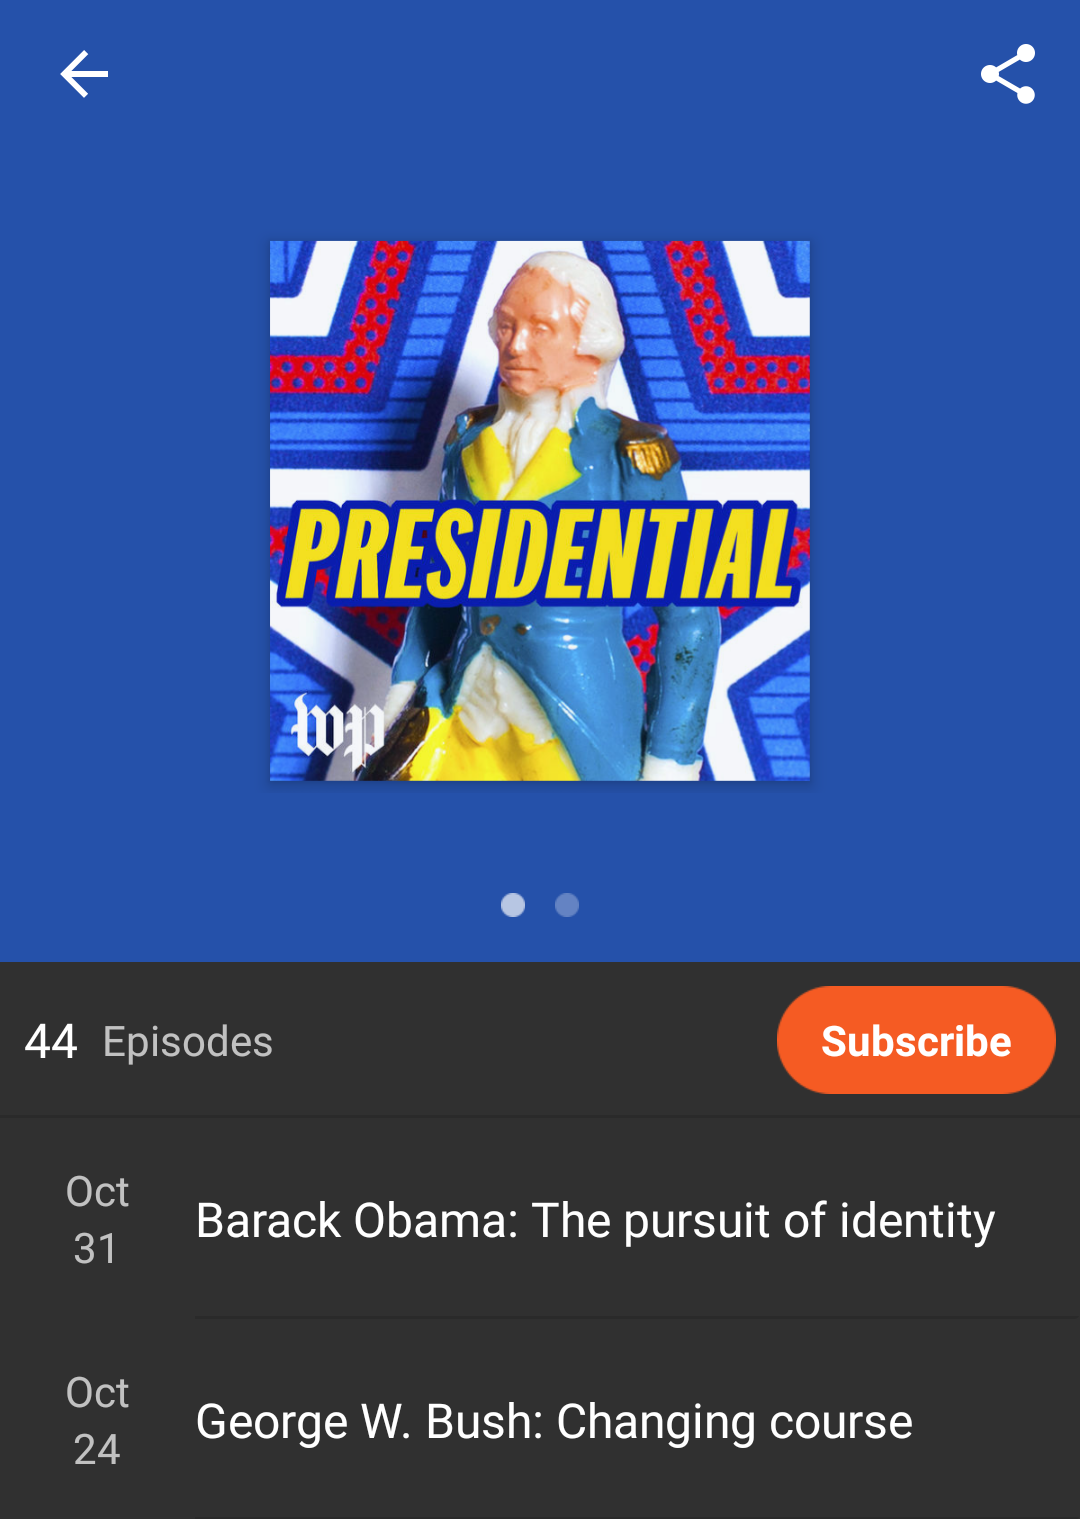 PRESIDENTIAL
wp
44 Episodes
Subscribe
Oct
31
Barack Obama: The pursuit of identity
Oct
24
George W. Bush: Changing course